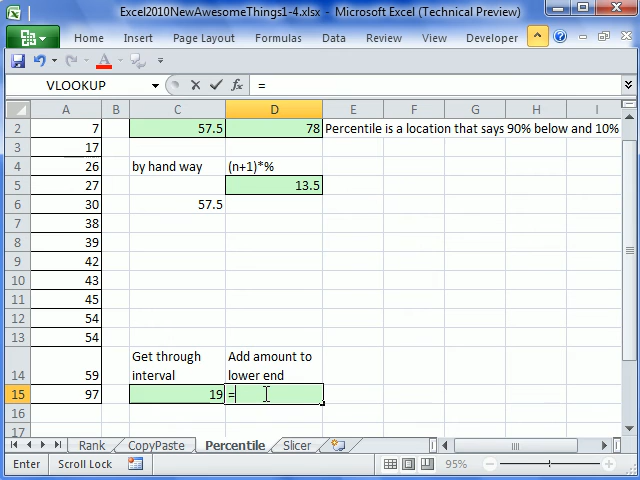 Excel2010NewAwesomeThings1-4.xlsx - Microsoft Excel (Technical Preview)
Home Page Layout Formulas Data Review View Developer
VLOOKUP fx =
A B C D E F G H I
2 7 57.5 78 Percentile is a location that says 90% below and 10%
3 17
4 26 by hand way (n+1)*%
5 27 13.5
6 30 57.5
7 38
8 39
9 42
10 43
11 45
12 54
13 54
14 59 Get through interval Add amount to lower end
15 97 19 =
16
17
Rank CopyPaste Percentile Slicer
Enter Scroll Lock 95%